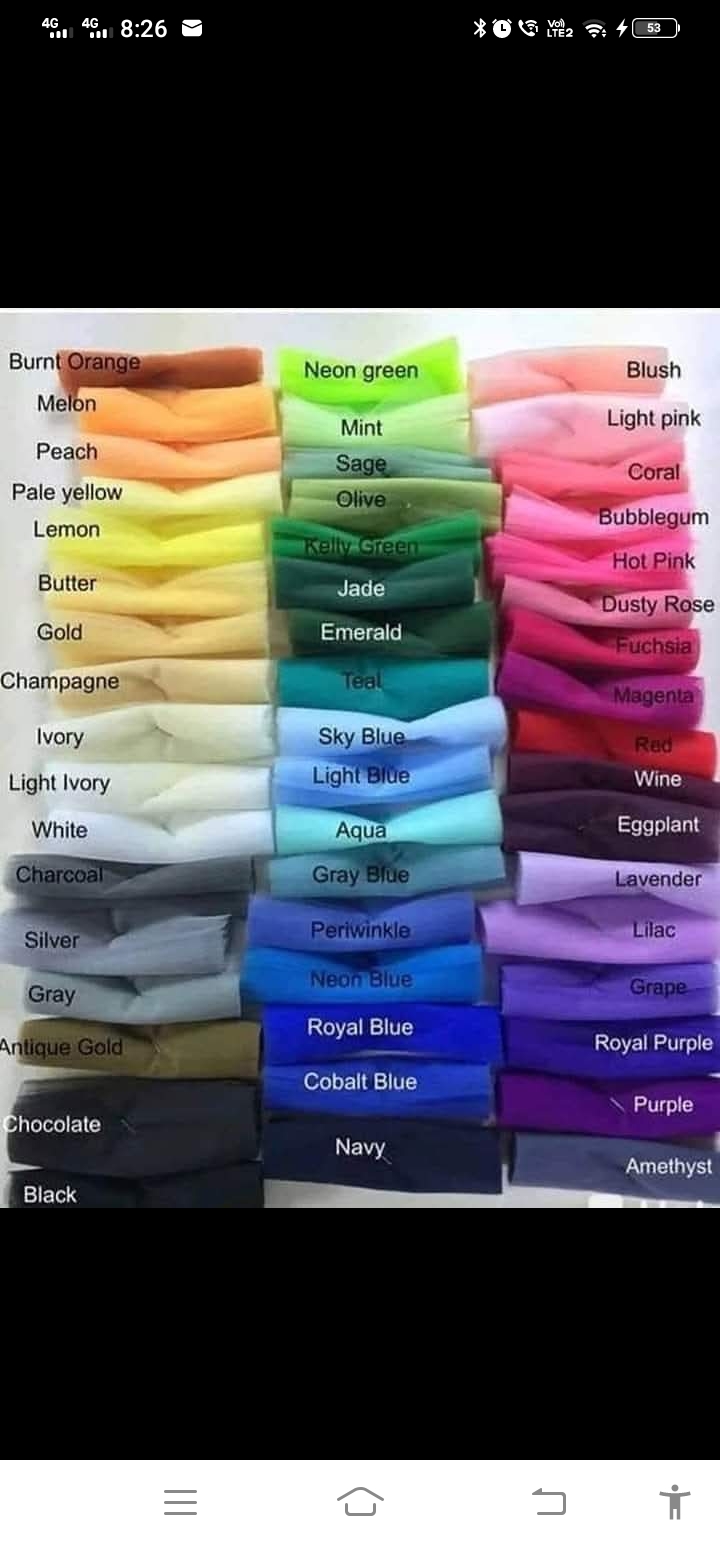 4G 4G 8:26 Vo) LTE2 53
Burnt Orange
Melon
Peach
Pale yellow
Lemon
Butter
Gold
Champagne
Ivory
Light Ivory
White
Charcoal
Silver
Gray
Antique Gold
Chocolate
Black
Neon green
Mint
Sage
Olive
Kelly Green
Jade
Emerald
Teal
Sky Blue
Light Blue
Aqua
Gray Blue
Periwinkle
Neon Blue
Royal Blue
Cobalt Blue
Navy
Blush
Light pink
Coral
Bubblegum
Hot Pink
Dusty Rose
Fuchsia
Magenta
Red
Wine
Eggplant
Lavender
Lilac
Grape
Royal Purple
Purple
Amethyst